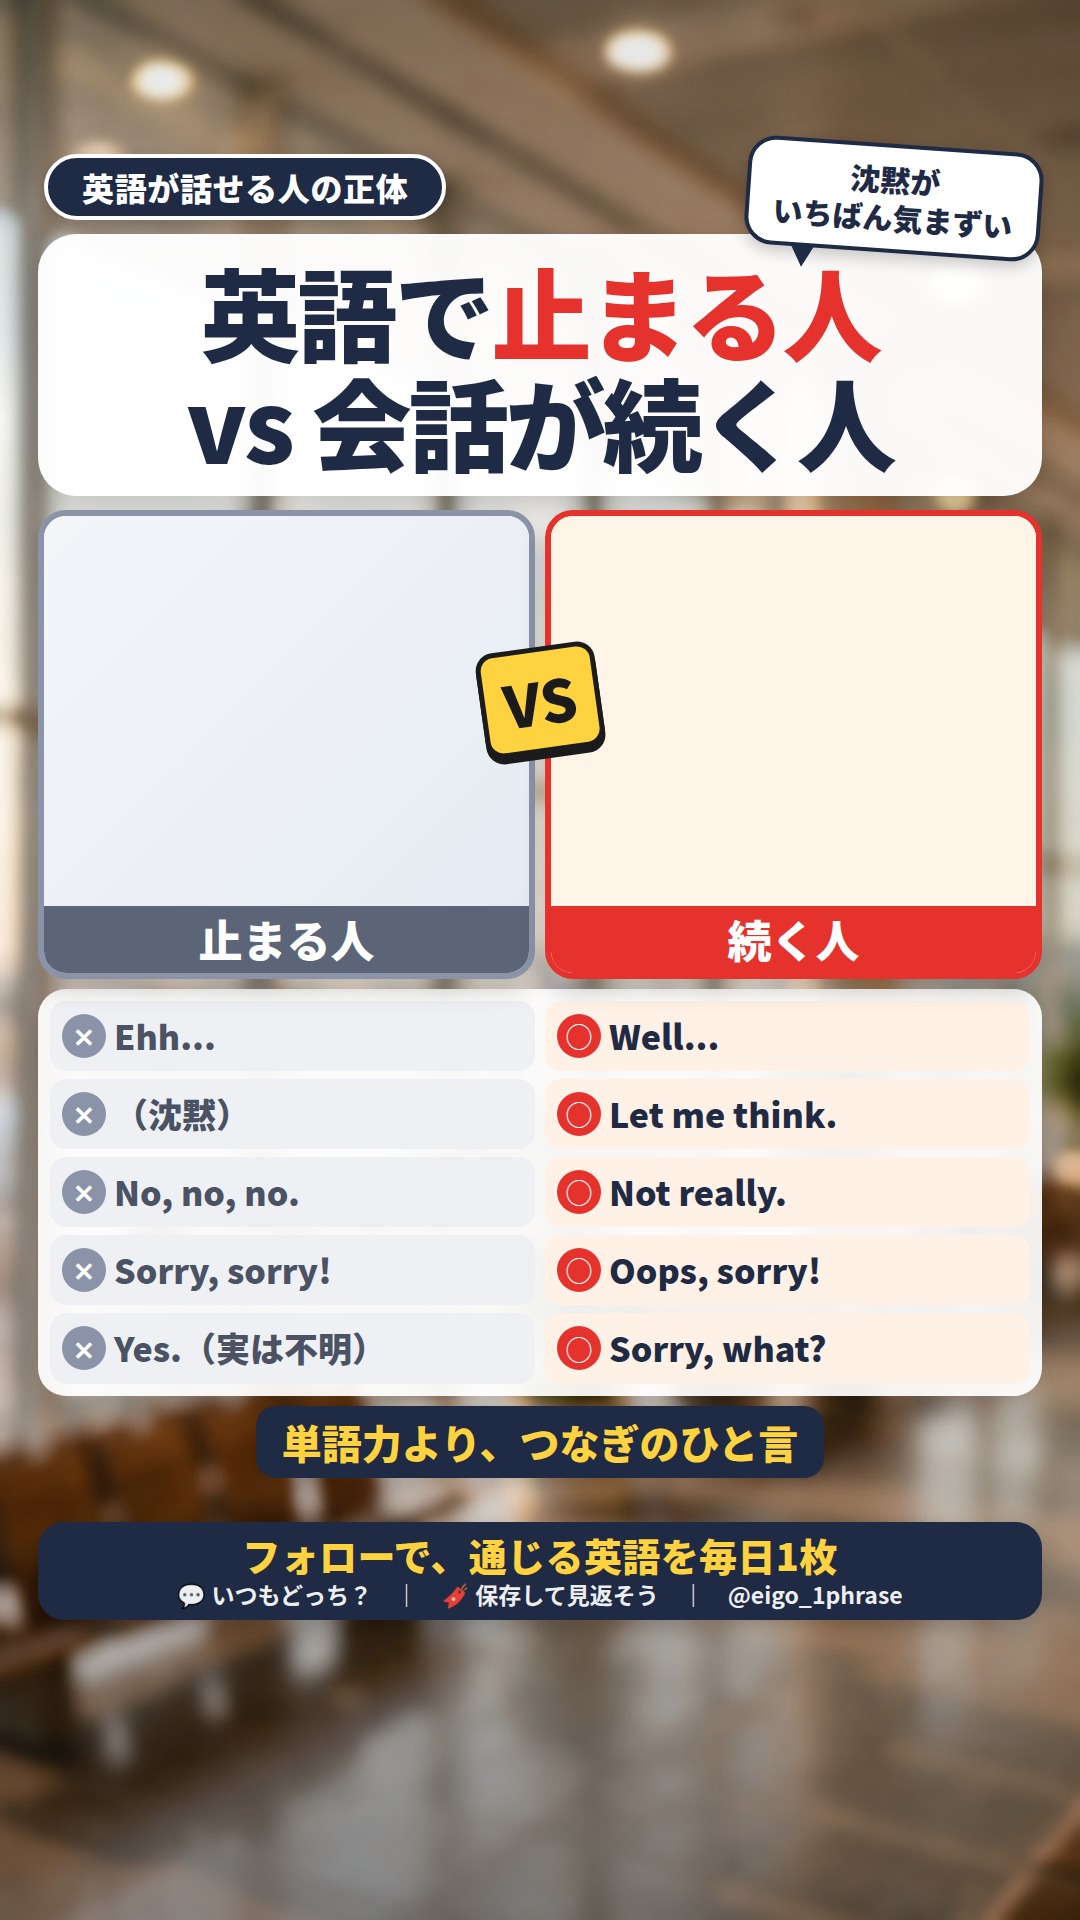 英語が話せる人の正体
沈黙が
いちばん気まずい
英語で止まる人
vs 会話が続く人
VS
止まる人
続く人
× Ehh...
○ Well...
× （沈黙）
○ Let me think.
× No, no, no.
○ Not really.
× Sorry, sorry!
○ Oops, sorry!
× Yes.（実は不明）
○ Sorry, what?
単語力より、つなぎのひと言
フォローで、通じる英語を毎日1枚
💬 いつもどっち？ ｜ 🔖 保存して見返そう ｜ @eigo_1phrase